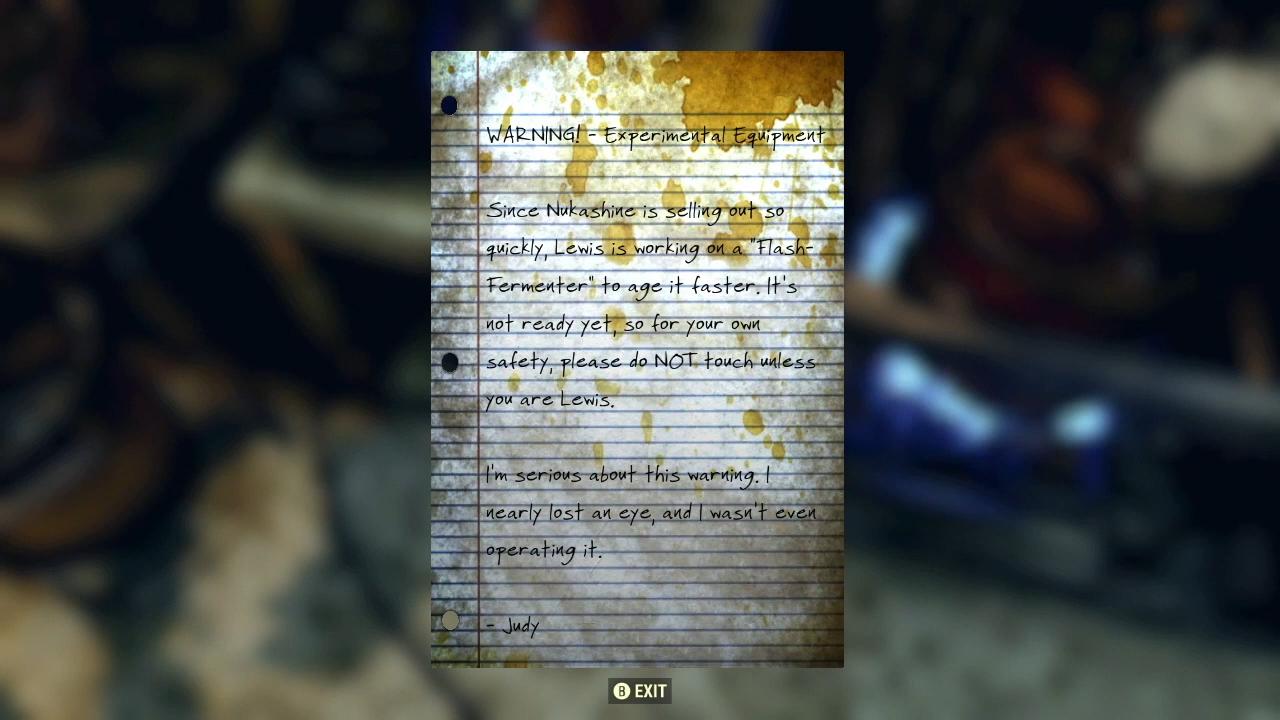 WARNING! - Experimental Equipment
Since Nukashine is selling out so
quickly, Lewis is working on a "Flash-
Fermenter" to age it faster. It's
not ready yet, so for your own
safety, please do NOT touch unless
you are Lewis.
I'm serious about this warning. I
nearly lost an eye, and I wasn't even
operating it.
- Judy
B EXIT